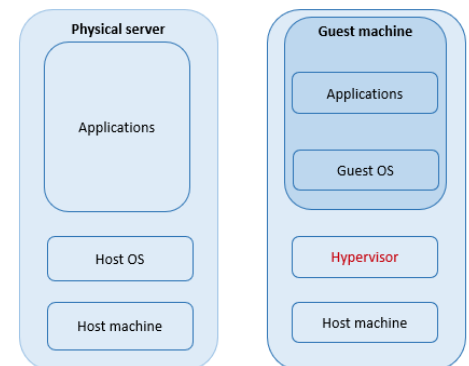 Physical server
Applications
Host OS
Host machine
Guest machine
Applications
Guest OS
Hypervisor
Host machine